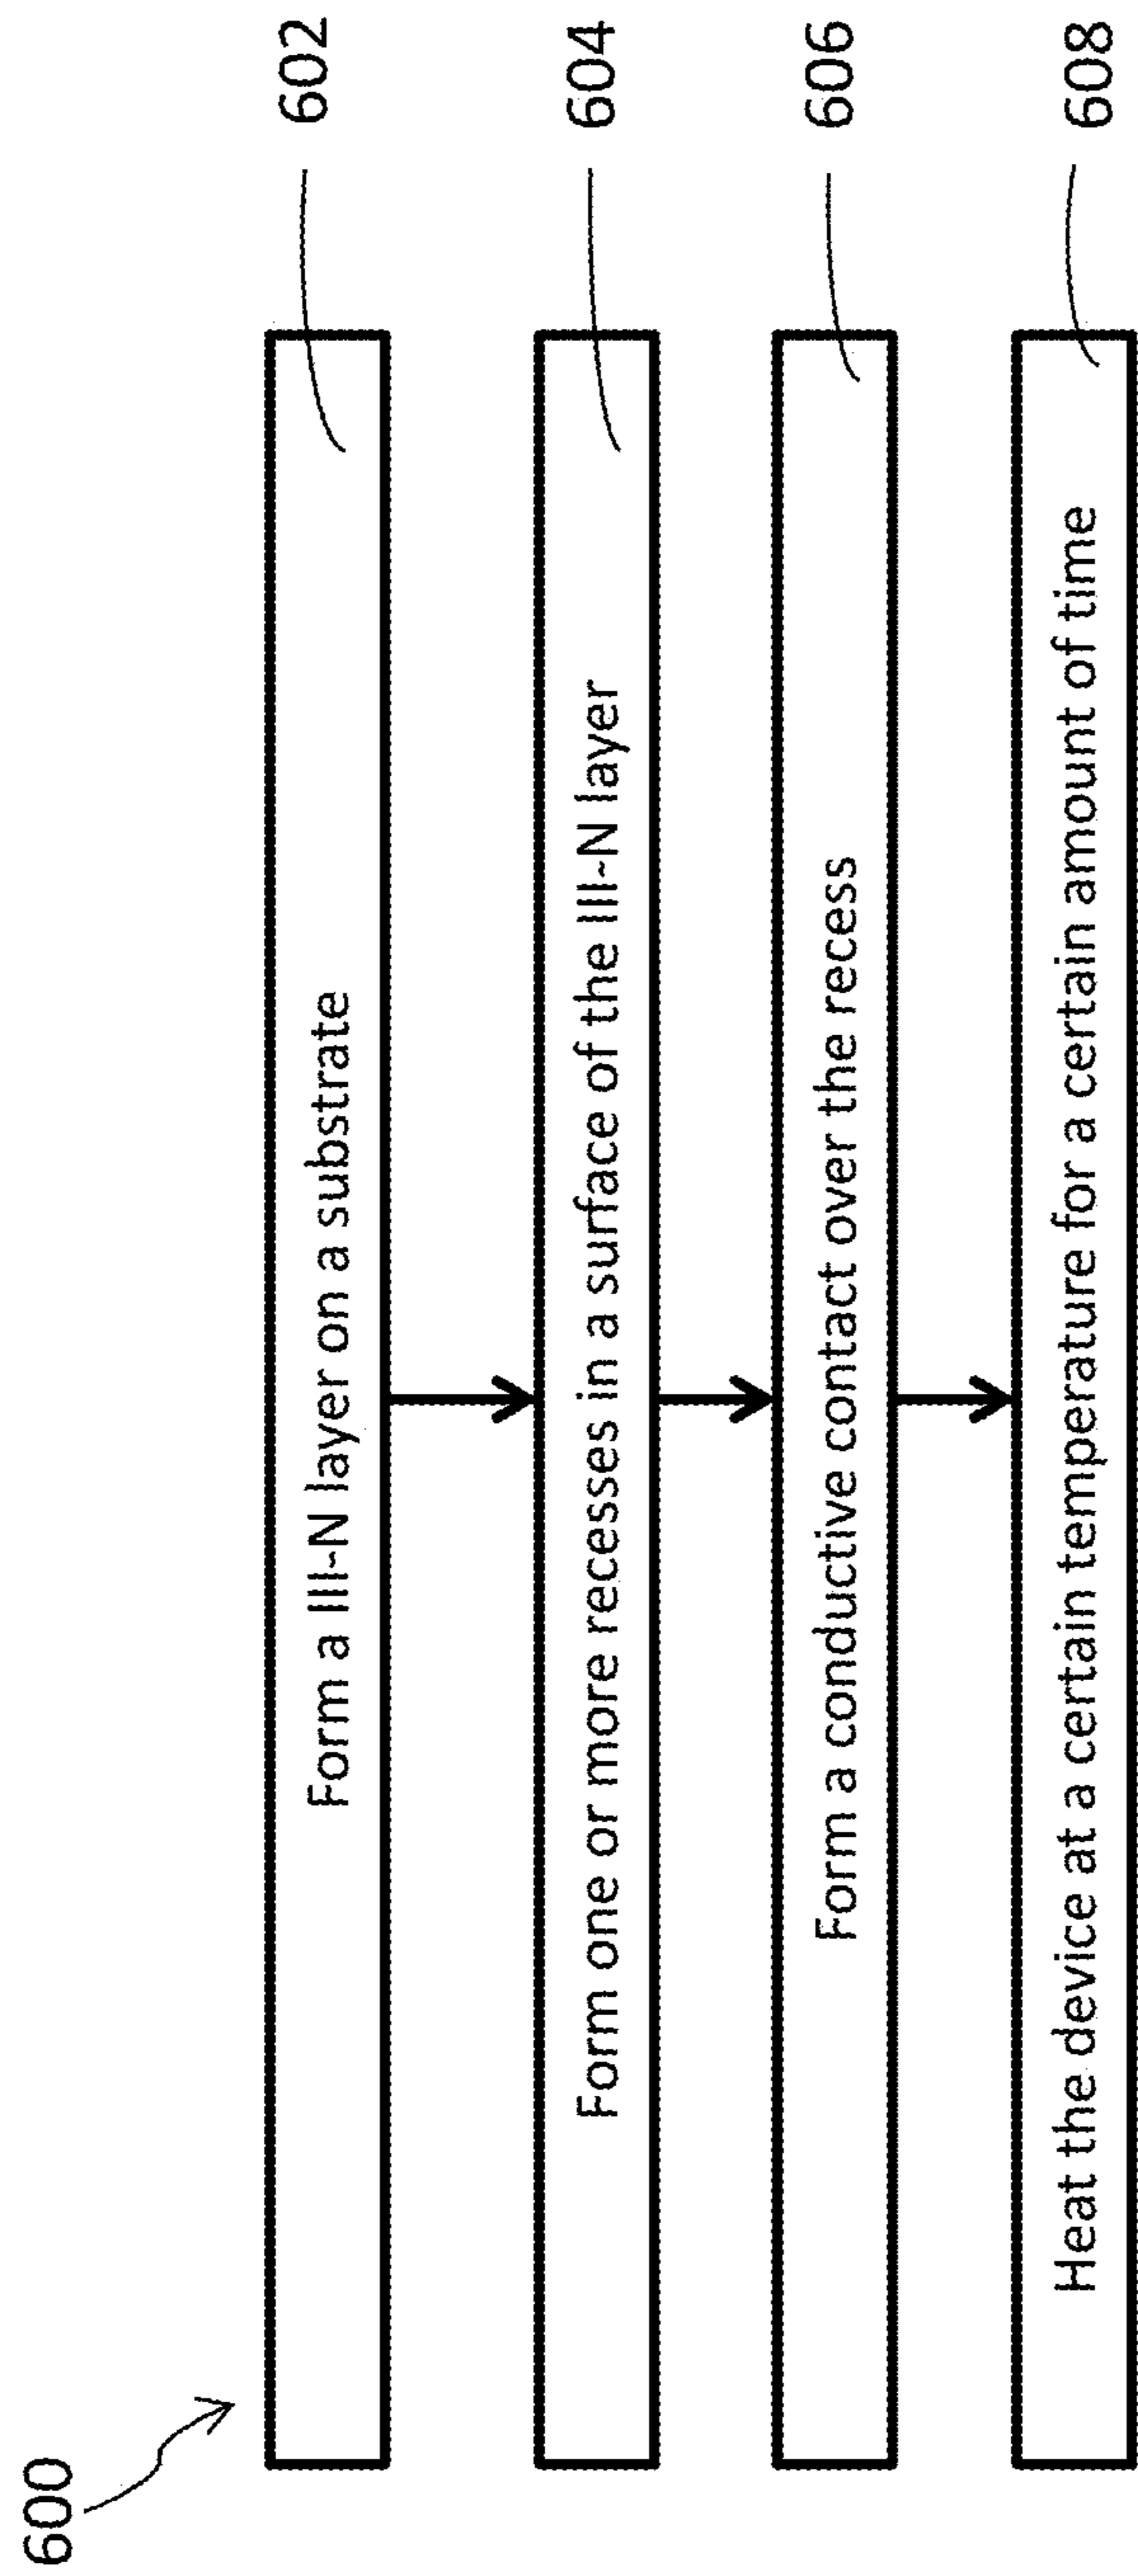 600
Form a III-N layer on a substrate
602
Form one or more recesses in a surface of the III-N layer
604
Form a conductive contact over the recess
606
Heat the device at a certain temperature for a certain amount of time
608